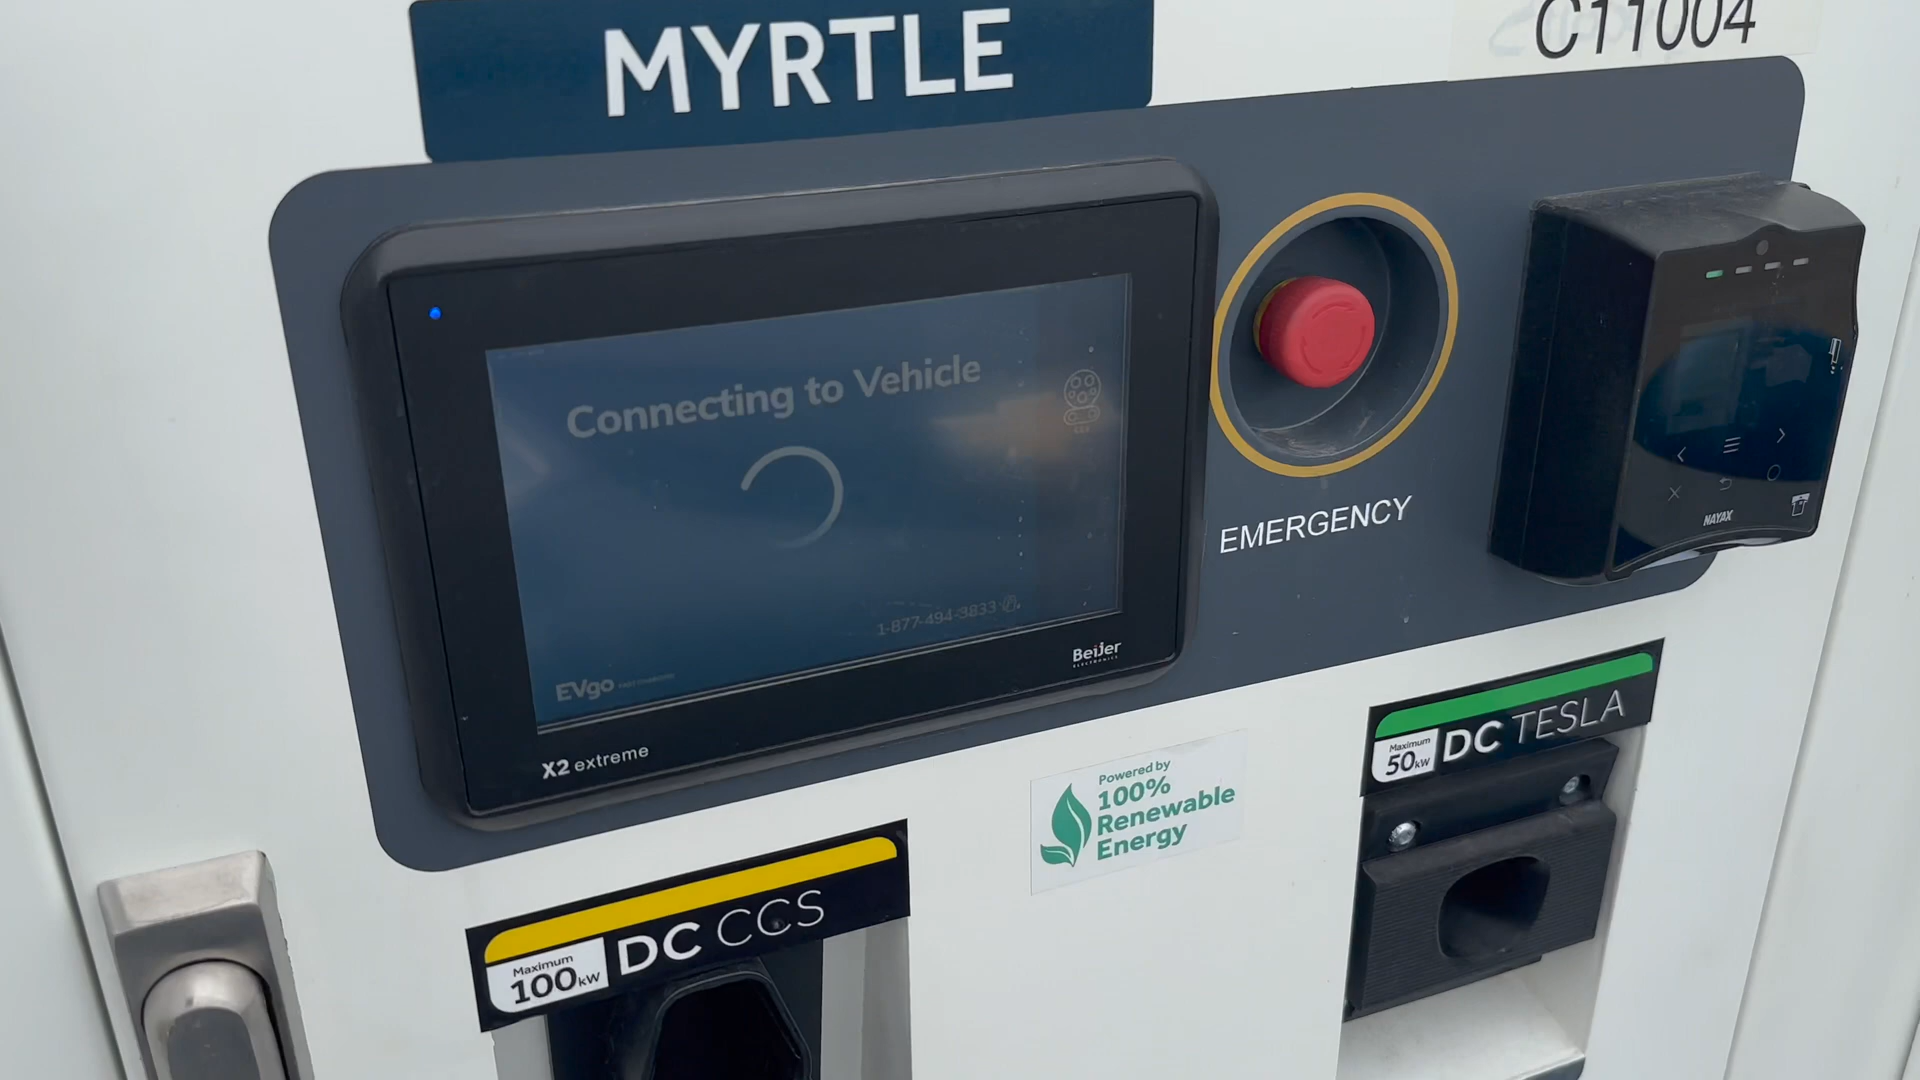 MYRTLE
C11004
Connecting to Vehicle
1-877-494-3833
EVgo
Beijer
ELECTRONICS
X2 extreme
EMERGENCY
NAYAX
Maximum
50kW
DC TESLA
Powered by
100%
Renewable
Energy
Maximum
100kW
DC CCS